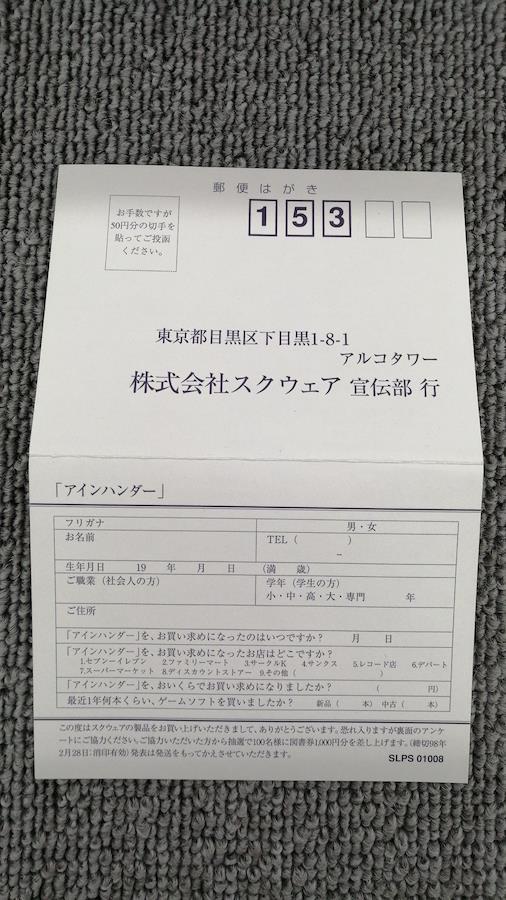 郵便はがき
お手数ですが
50円分の切手を
貼ってご投函
ください。
153
東京都目黒区下目黒1-8-1
アルコタワー
株式会社スクウェア 宣伝部 行
「アインハンダー」
フリガナ
男・女
お名前
TEL ( )
–
生年月日 19 年 月 日 (満 歳)
ご職業 (社会人の方)
学年 (学生の方)
小・中・高・大・専門 年
ご住所
「アインハンダー」を、お買い求めになったのはいつですか? 月 日
「アインハンダー」を、お買い求めになったお店はどこですか?
1.セブンーイレブン 2.ファミリーマート 3.サークルK 4.サンクス 5.レコード店 6.デパート
7.スーパーマーケット 8.ディスカウントストアー 9.その他 ( )
「アインハンダー」を、おいくらでお買い求めになりましたか? ( 円)
最近1年何本くらい、ゲームソフトを買いましたか? 新品 ( 本) 中古 ( 本)
この度はスクウェアの製品をお買い上げいただきまして、ありがとうございます。恐れ入りますが裏面のアンケ
ートにご協力ください。ご協力いただいた方から抽選で100名様に図書券1,000円分を差し上げます。(締切98年
2月28日:消印有効) 発表は発送をもってかえさせていただきます。
SLPS 01008